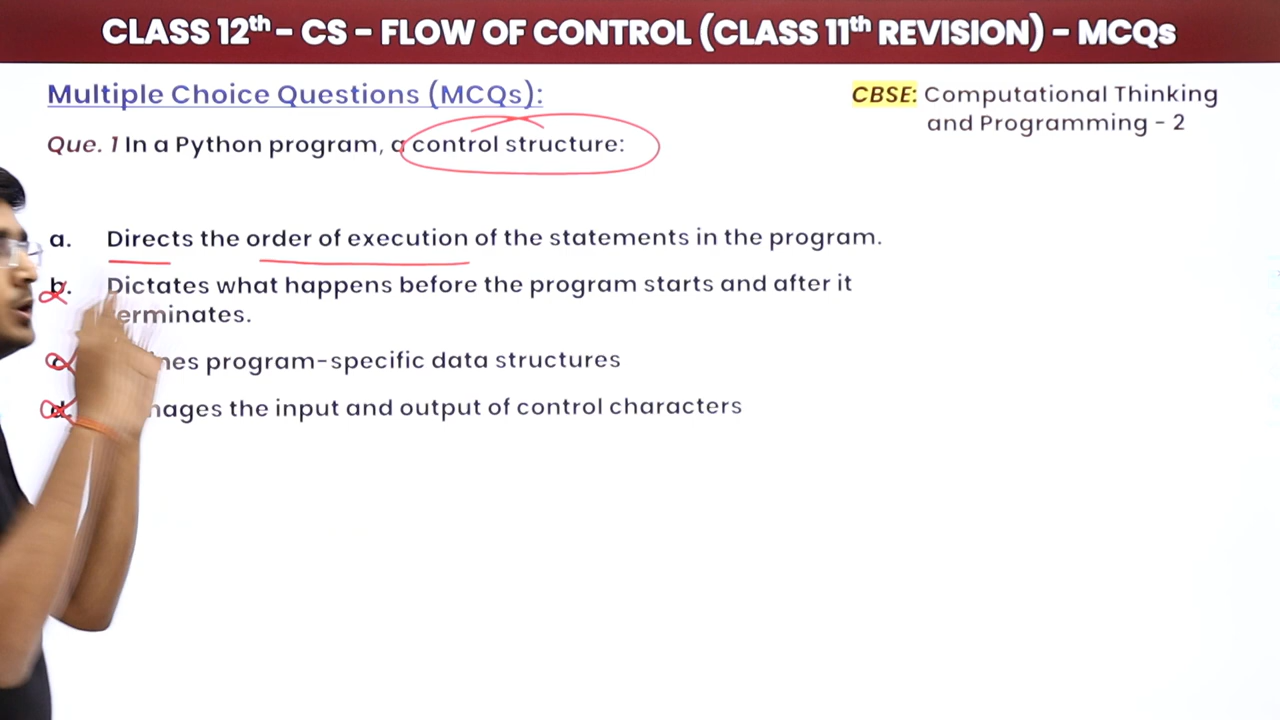 CLASS 12th – CS – FLOW OF CONTROL (CLASS 11th REVISION) – MCQs
Multiple Choice Questions (MCQs):
CBSE: Computational Thinking
and Programming - 2
Que. 1 In a Python program, a control structure:
a. Directs the order of execution of the statements in the program.
b. Dictates what happens before the program starts and after it
terminates.
program-specific data structures
d. the input and output of control characters